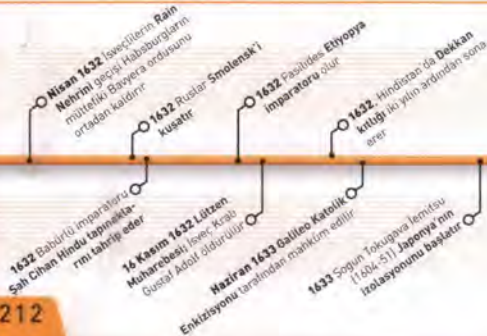 Nisan 1632 İsveçlilerin Rain
Nehrini geçişi Habsburgların
müttefiki Bavyera ordusunu
ortadan kaldırır
1632 Ruslar Smolensk'i
kuşatır
1632 Fasilides Etiyopya
imparatoru olur
1632. Hindistan'da Dekkan
kıtlığı iki yılın ardından sona
erer
1632 Babürlü imparatoru
Şah Cihan Hindu tapınakla-
rını tahrip eder
16 Kasım 1632 Lützen
Muharebesi: İsveç Kralı
Gustaf Adolf öldürülür
Haziran 1633 Galileo Katolik
Enkizisyonu tarafından mahkûm edilir
1633 Şogun Tokugava İemitsu
(1604-51) Japonya'nın
izolasyonunu başlatır
212